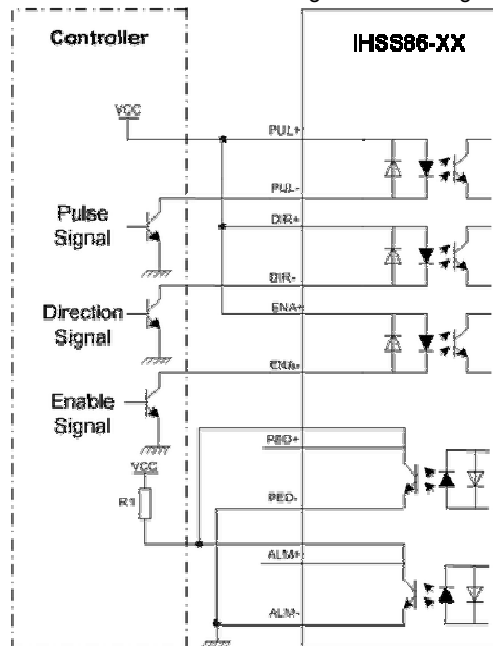 Controller
IHSS86-XX
VCC
PUL+
PUL-
Pulse
Signal
DIR+
DIR-
Direction
Signal
ENA+
ENA-
Enable
Signal
VCC
R1
PED+
PED-
ALM+
ALM-